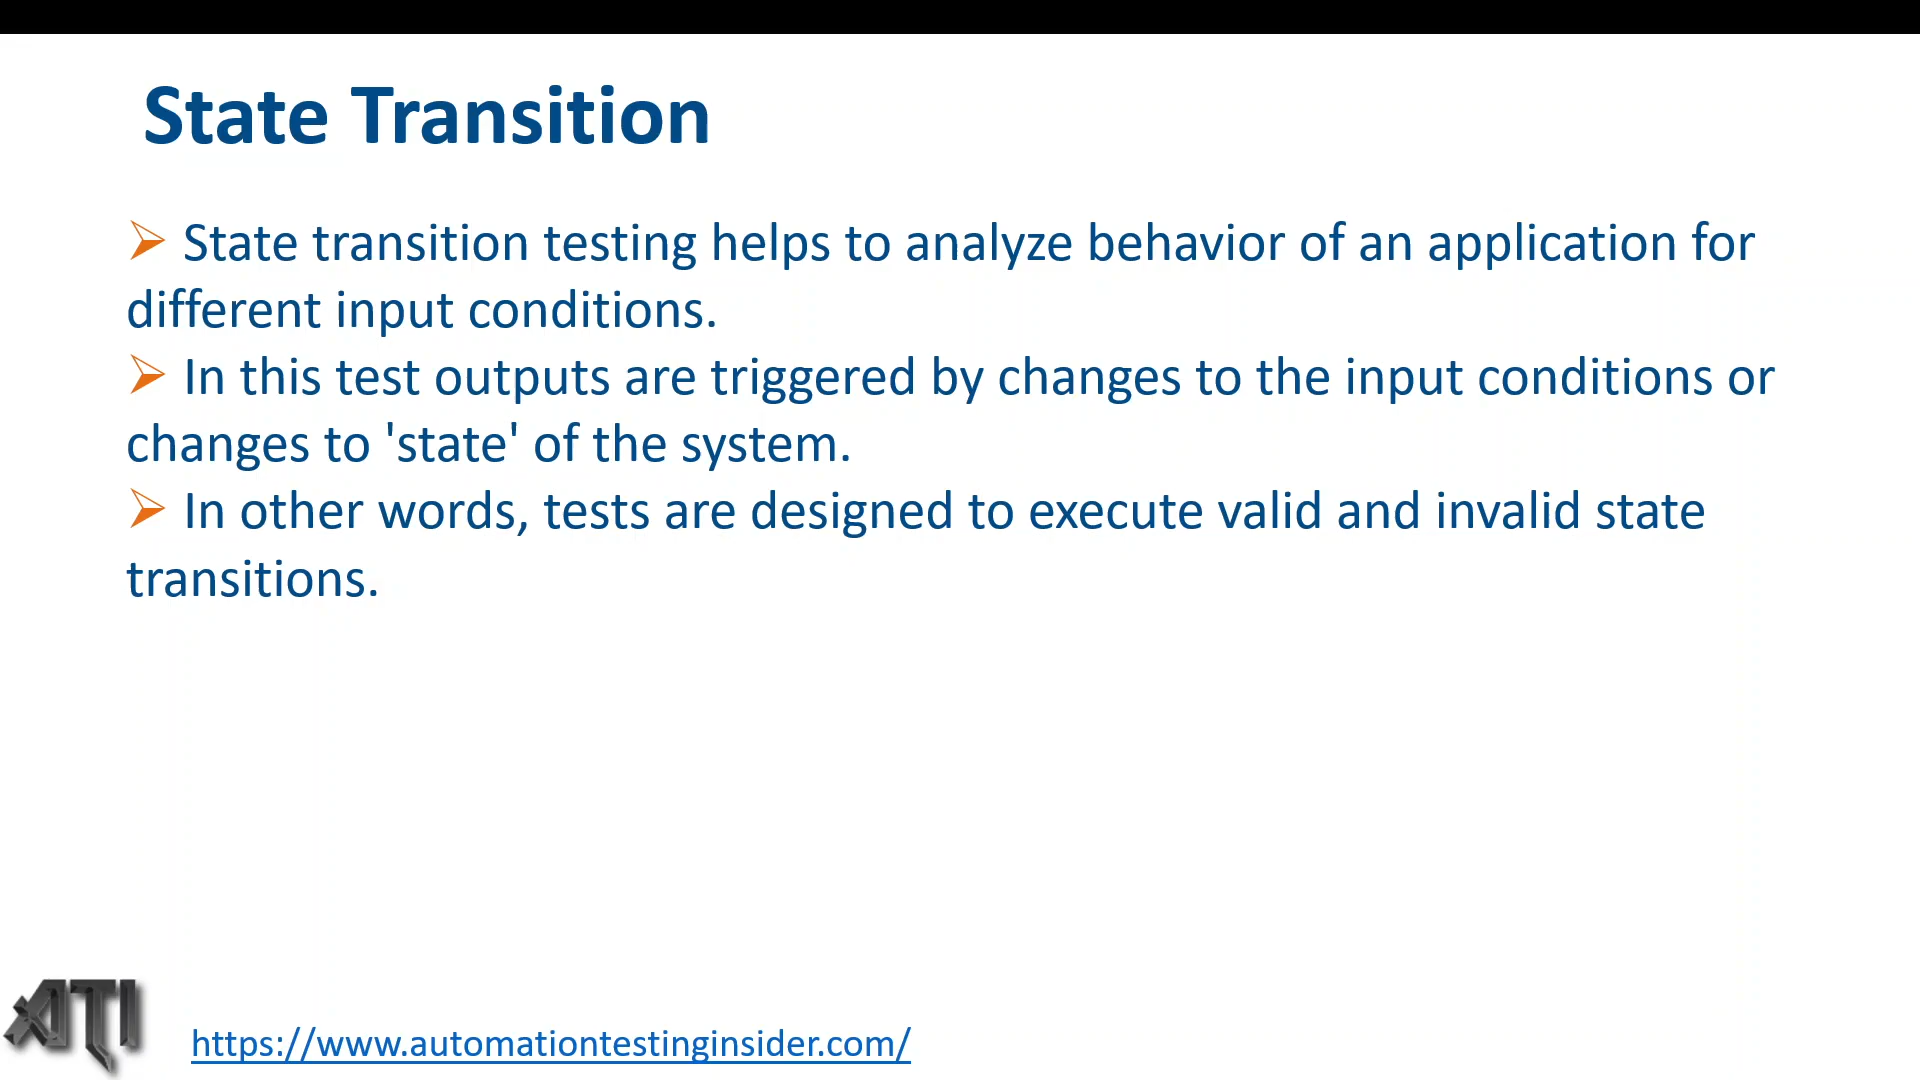 State Transition
➢ State transition testing helps to analyze behavior of an application for
different input conditions.
➢ In this test outputs are triggered by changes to the input conditions or
changes to 'state' of the system.
➢ In other words, tests are designed to execute valid and invalid state
transitions.
ATI
https://www.automationtestinginsider.com/